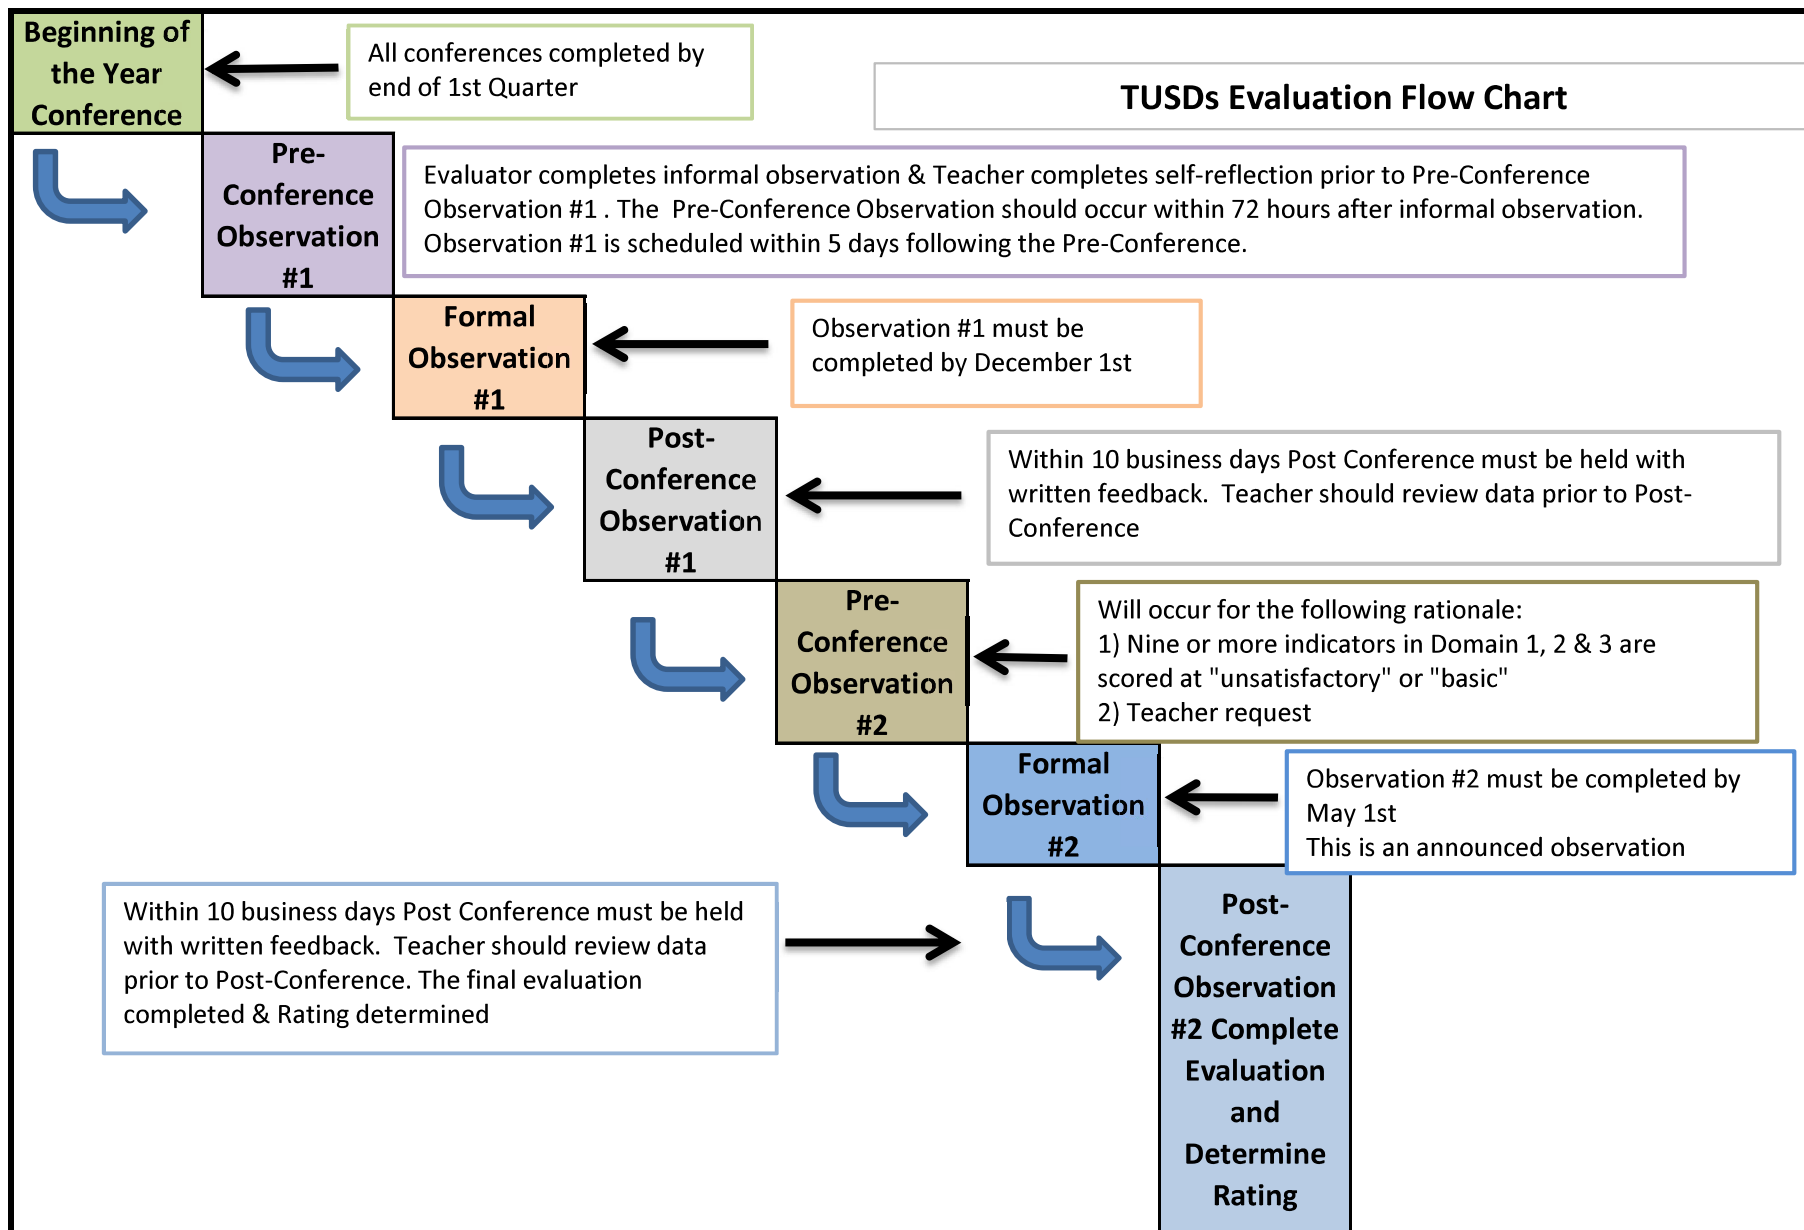 Beginning of
the Year
Conference
All conferences completed by
end of 1st Quarter
TUSDs Evaluation Flow Chart
Pre-
Conference
Observation
#1
Evaluator completes informal observation & Teacher completes self-reflection prior to Pre-Conference
Observation #1 . The  Pre-Conference Observation should occur within 72 hours after informal observation.
Observation #1 is scheduled within 5 days following the Pre-Conference.
Formal
Observation
#1
Observation #1 must be
completed by December 1st
Post-
Conference
Observation
#1
Within 10 business days Post Conference must be held with
written feedback.  Teacher should review data prior to Post-
Conference
Pre-
Conference
Observation
#2
Will occur for the following rationale:
1) Nine or more indicators in Domain 1, 2 & 3 are
scored at "unsatisfactory" or "basic"
2) Teacher request
Formal
Observation
#2
Observation #2 must be completed by
May 1st
This is an announced observation
Within 10 business days Post Conference must be held
with written feedback.  Teacher should review data
prior to Post-Conference. The final evaluation
completed & Rating determined
Post-
Conference
Observation
#2 Complete
Evaluation
and
Determine
Rating